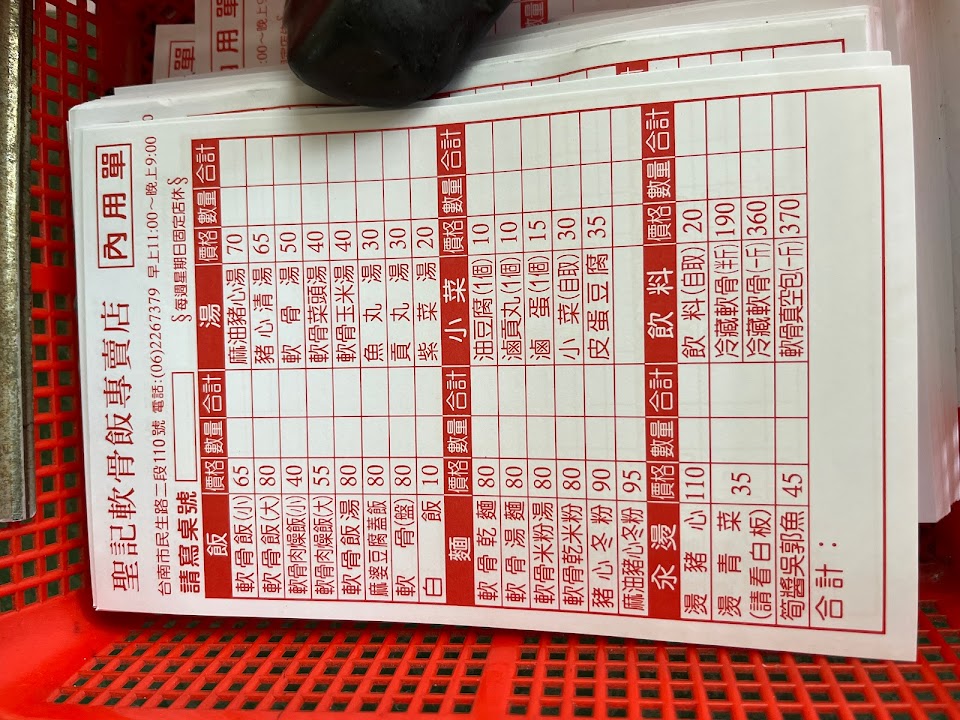 聖記軟骨飯專賣店 內用單
台南市民生路二段110號 電話:(06)2267379 早上11:00～晚上9:00
請寫桌號 §每週星期日固定店休§
飯 價格 數量 合計 湯 價格 數量 合計
軟骨飯(小) 65 麻油豬心湯 70
軟骨飯(大) 80 豬心清湯 65
軟骨肉燥飯(小) 40 軟骨湯 50
軟骨肉燥飯(大) 55 軟骨菜頭湯 40
軟骨飯湯 80 軟骨玉米湯 40
麻婆豆腐蓋飯 80 魚丸湯 30
軟骨(盤) 80 貢丸湯 30
白飯 10 紫菜湯 20
麵 價格 數量 合計 小菜 價格 數量 合計
軟骨乾麵 80 油豆腐(1個) 10
軟骨湯麵 80 滷貢丸(1個) 10
軟骨米粉湯 80 滷蛋(1個) 15
軟骨乾米粉 80 小菜(自取) 30
豬心冬粉 90 皮蛋豆腐 35
麻油豬心冬粉 95
汆燙 價格 數量 合計 飲料 價格 數量 合計
燙豬心 110 飲料(自取) 20
燙青菜 35 冷藏軟骨(半斤) 190
(請看白板) 冷藏軟骨(一斤) 360
筍醬吳郭魚 45 軟骨真空包(一斤) 370
合計：
內用單
:00～晚上9: